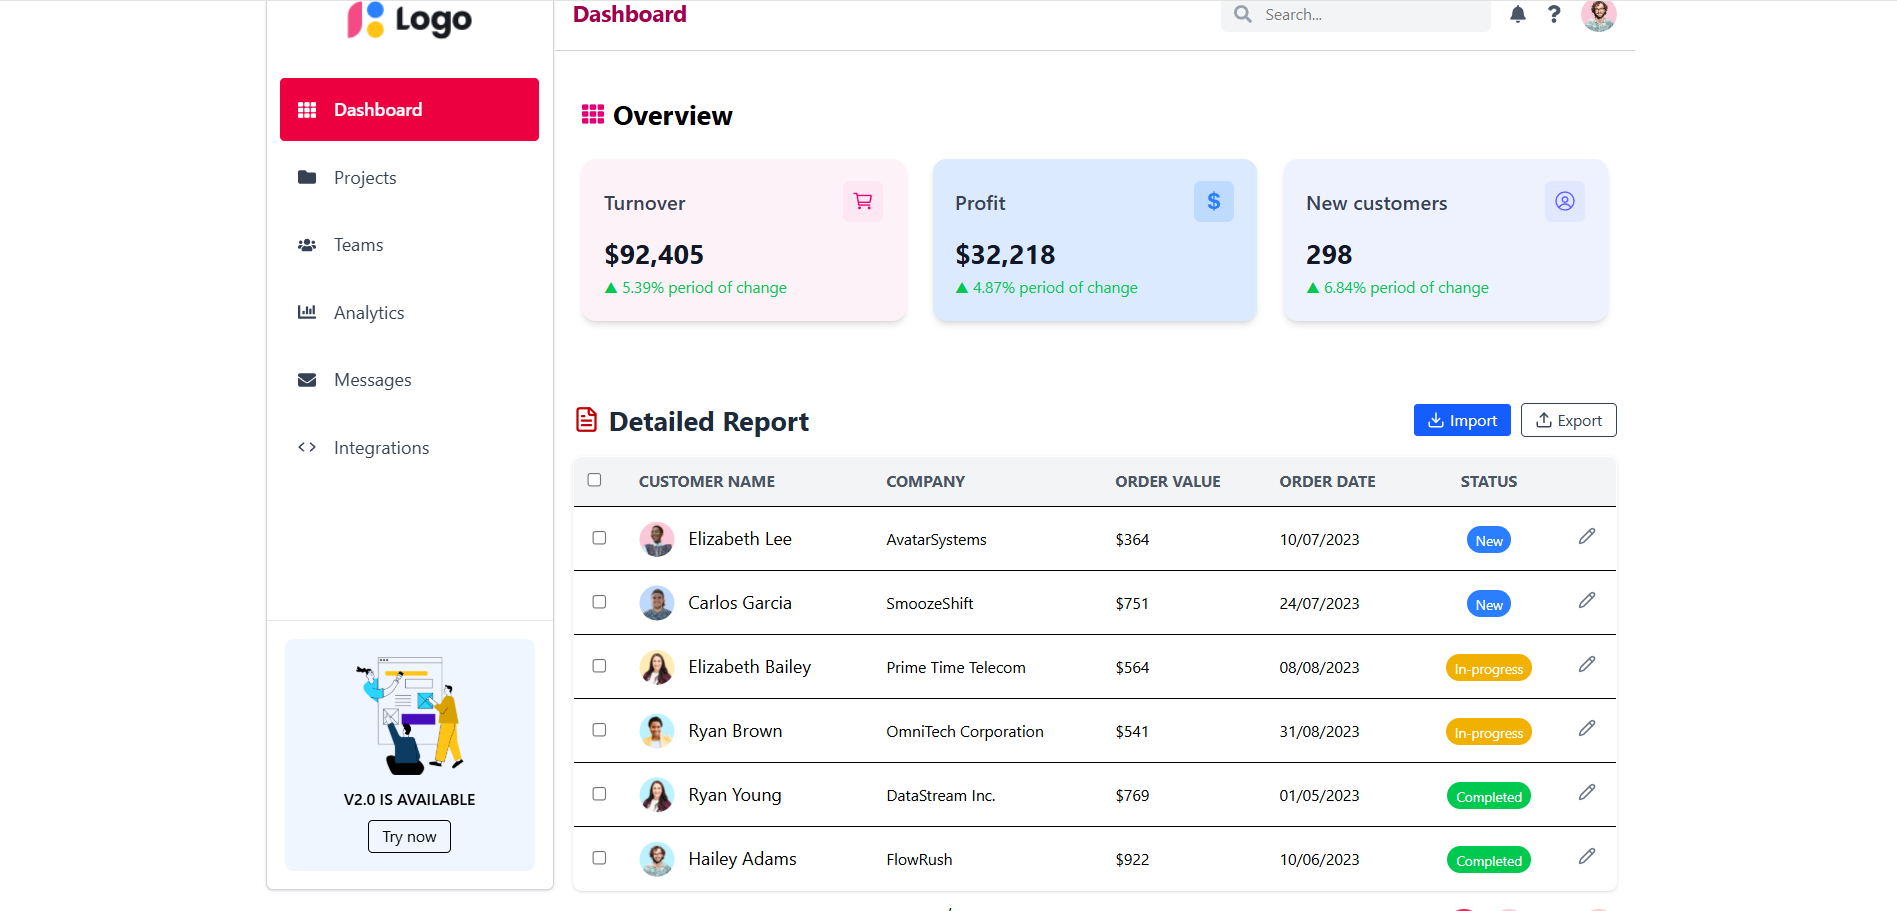 Logo
Dashboard
Search...
?
Dashboard
Projects
Teams
Analytics
Messages
Integrations
V2.0 IS AVAILABLE
Try now
Overview
Turnover
$92,405
▲ 5.39% period of change
Profit
$
$32,218
▲ 4.87% period of change
New customers
298
▲ 6.84% period of change
Detailed Report
Import
Export
CUSTOMER NAME COMPANY ORDER VALUE ORDER DATE STATUS
Elizabeth Lee AvatarSystems $364 10/07/2023 New
Carlos Garcia SmoozeShift $751 24/07/2023 New
Elizabeth Bailey Prime Time Telecom $564 08/08/2023 In-progress
Ryan Brown OmniTech Corporation $541 31/08/2023 In-progress
Ryan Young DataStream Inc. $769 01/05/2023 Completed
Hailey Adams FlowRush $922 10/06/2023 Completed